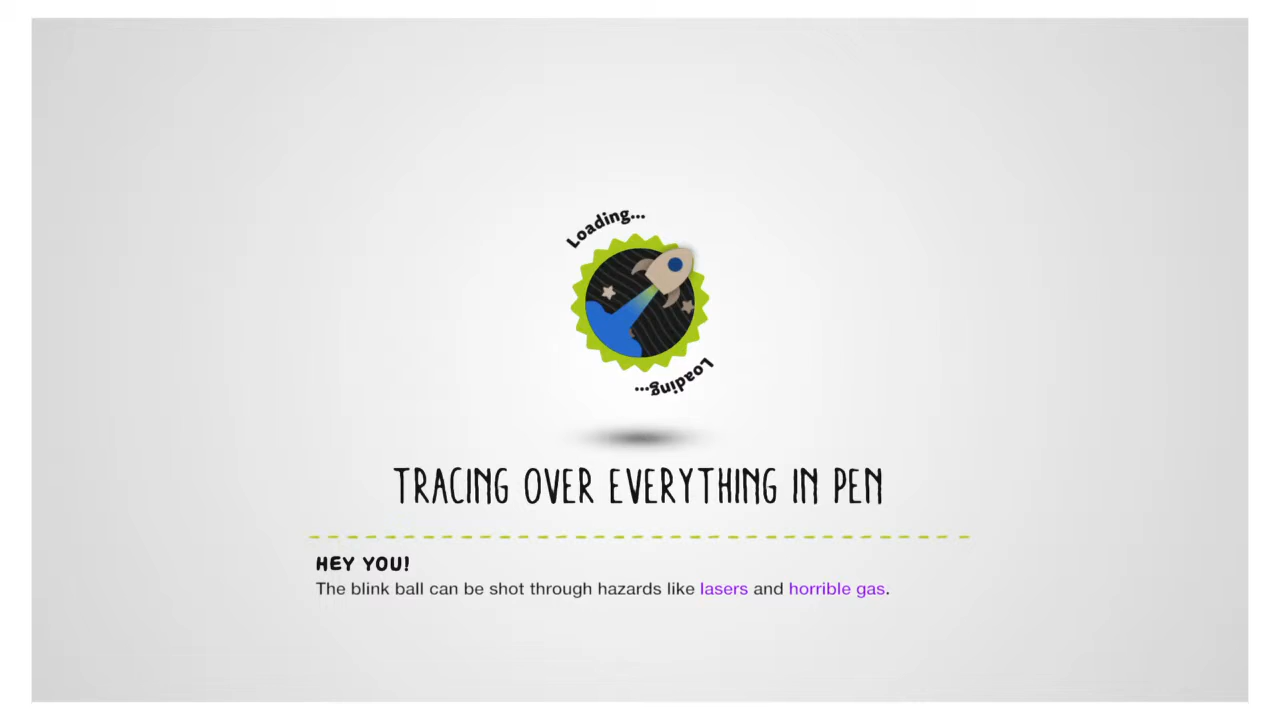 Loading...
Loading...
TRACING OVER EVERYTHING IN PEN
HEY YOU!
The blink ball can be shot through hazards like lasers and horrible gas.